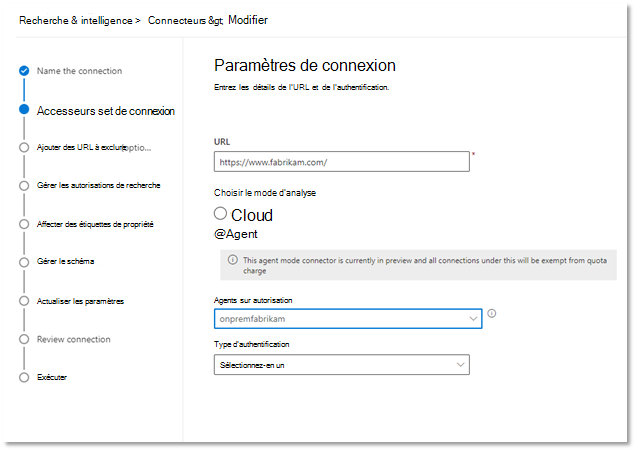 Recherche & intelligence > Connecteurs &gt; Modifier
Name the connection
Accesseurs set de connexion
Ajouter des URL à exclure(optio...
Gérer les autorisations de recherche
Affecter des étiquettes de propriété
Gérer le schéma
Actualiser les paramètres
Review connection
Exécuter
Paramètres de connexion
Entrez les détails de l'URL et de l'authentification.
URL
https://www.fabrikam.com/ *
Choisir le mode d'analyse
Cloud
@Agent
This agent mode connector is currently in preview and all connections under this will be exempt from quota
charge
Agents sur autorisation
onpremfabrikam
Type d'authentification
Sélectionnez-en un